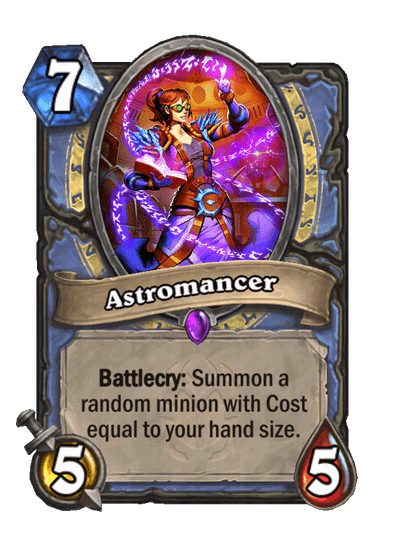 7
Astromancer
Battlecry: Summon a
random minion with Cost
equal to your hand size.
5
5